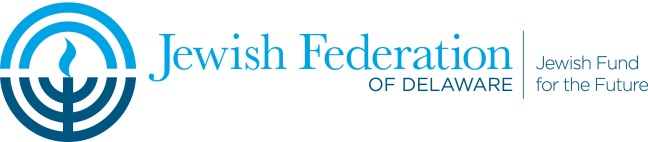 Jewish Federation
OF DELAWARE
Jewish Fund
for the Future